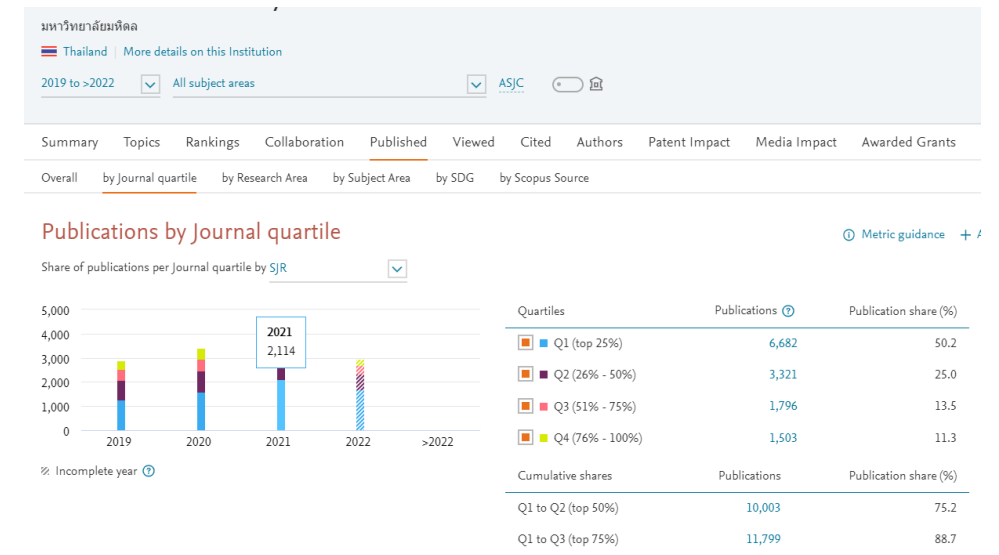 มหาวิทยาลัยมหิดล
Thailand | More details on this Institution
2019 to >2022 All subject areas ASJC
Summary Topics Rankings Collaboration Published Viewed Cited Authors Patent Impact Media Impact Awarded Grants
Overall by Journal quartile by Research Area by Subject Area by SDG by Scopus Source
Publications by Journal quartile
Metric guidance +
Share of publications per Journal quartile by SJR
5,000
4,000
3,000
2,000
1,000
0
2021
2,114
2019 2020 2021 2022 >2022
Incomplete year
Quartiles Publications Publication share (%)
Q1 (top 25%) 6,682 50.2
Q2 (26% - 50%) 3,321 25.0
Q3 (51% - 75%) 1,796 13.5
Q4 (76% - 100%) 1,503 11.3
Cumulative shares Publications Publication share (%)
Q1 to Q2 (top 50%) 10,003 75.2
Q1 to Q3 (top 75%) 11,799 88.7